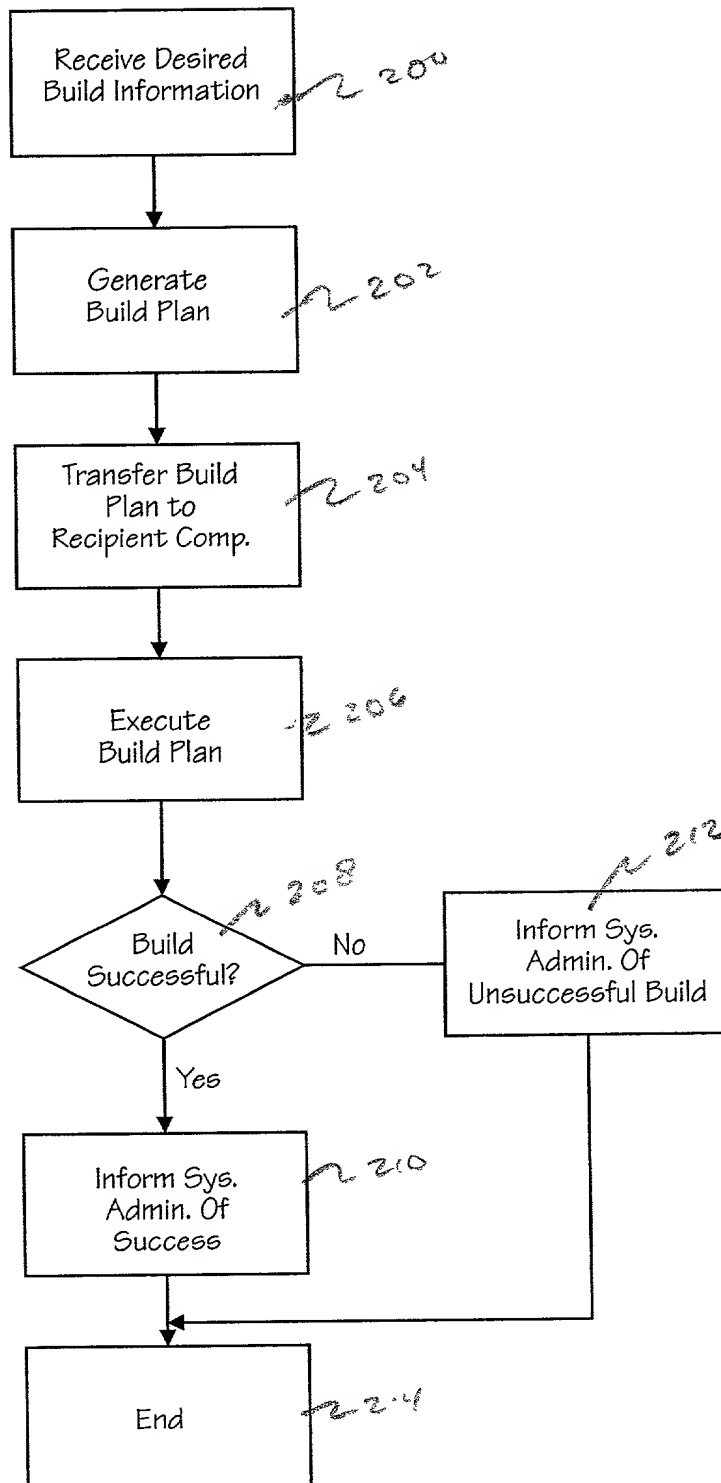 Receive Desired
Build Information
200
Generate
Build Plan
202
Transfer Build
Plan to
Recipient Comp.
204
Execute
Build Plan
206
Build
Successful?
208
No
Inform Sys.
Admin. Of
Unsuccessful Build
212
Yes
Inform Sys.
Admin. Of
Success
210
End
214